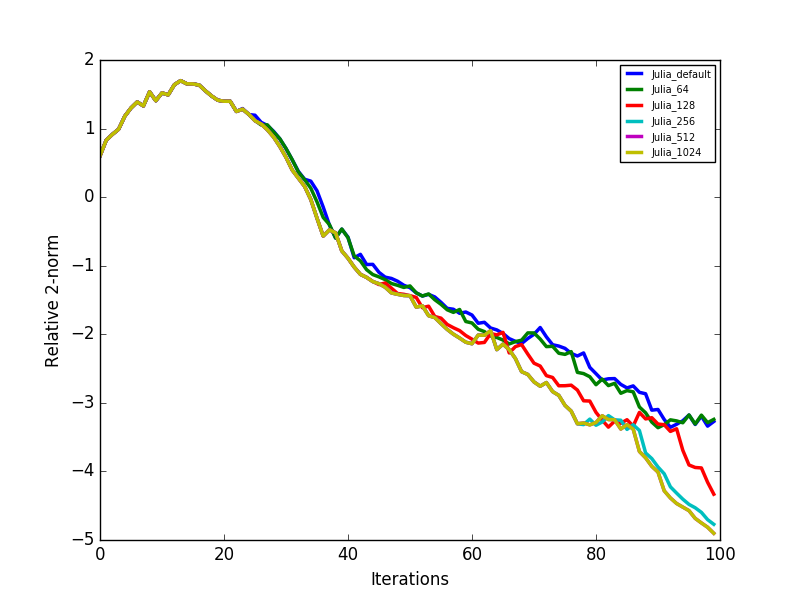 2
1
0
−1
−2
−3
−4
−5
Relative 2-norm
0 20 40 60 80 100
Iterations
Julia_default
Julia_64
Julia_128
Julia_256
Julia_512
Julia_1024